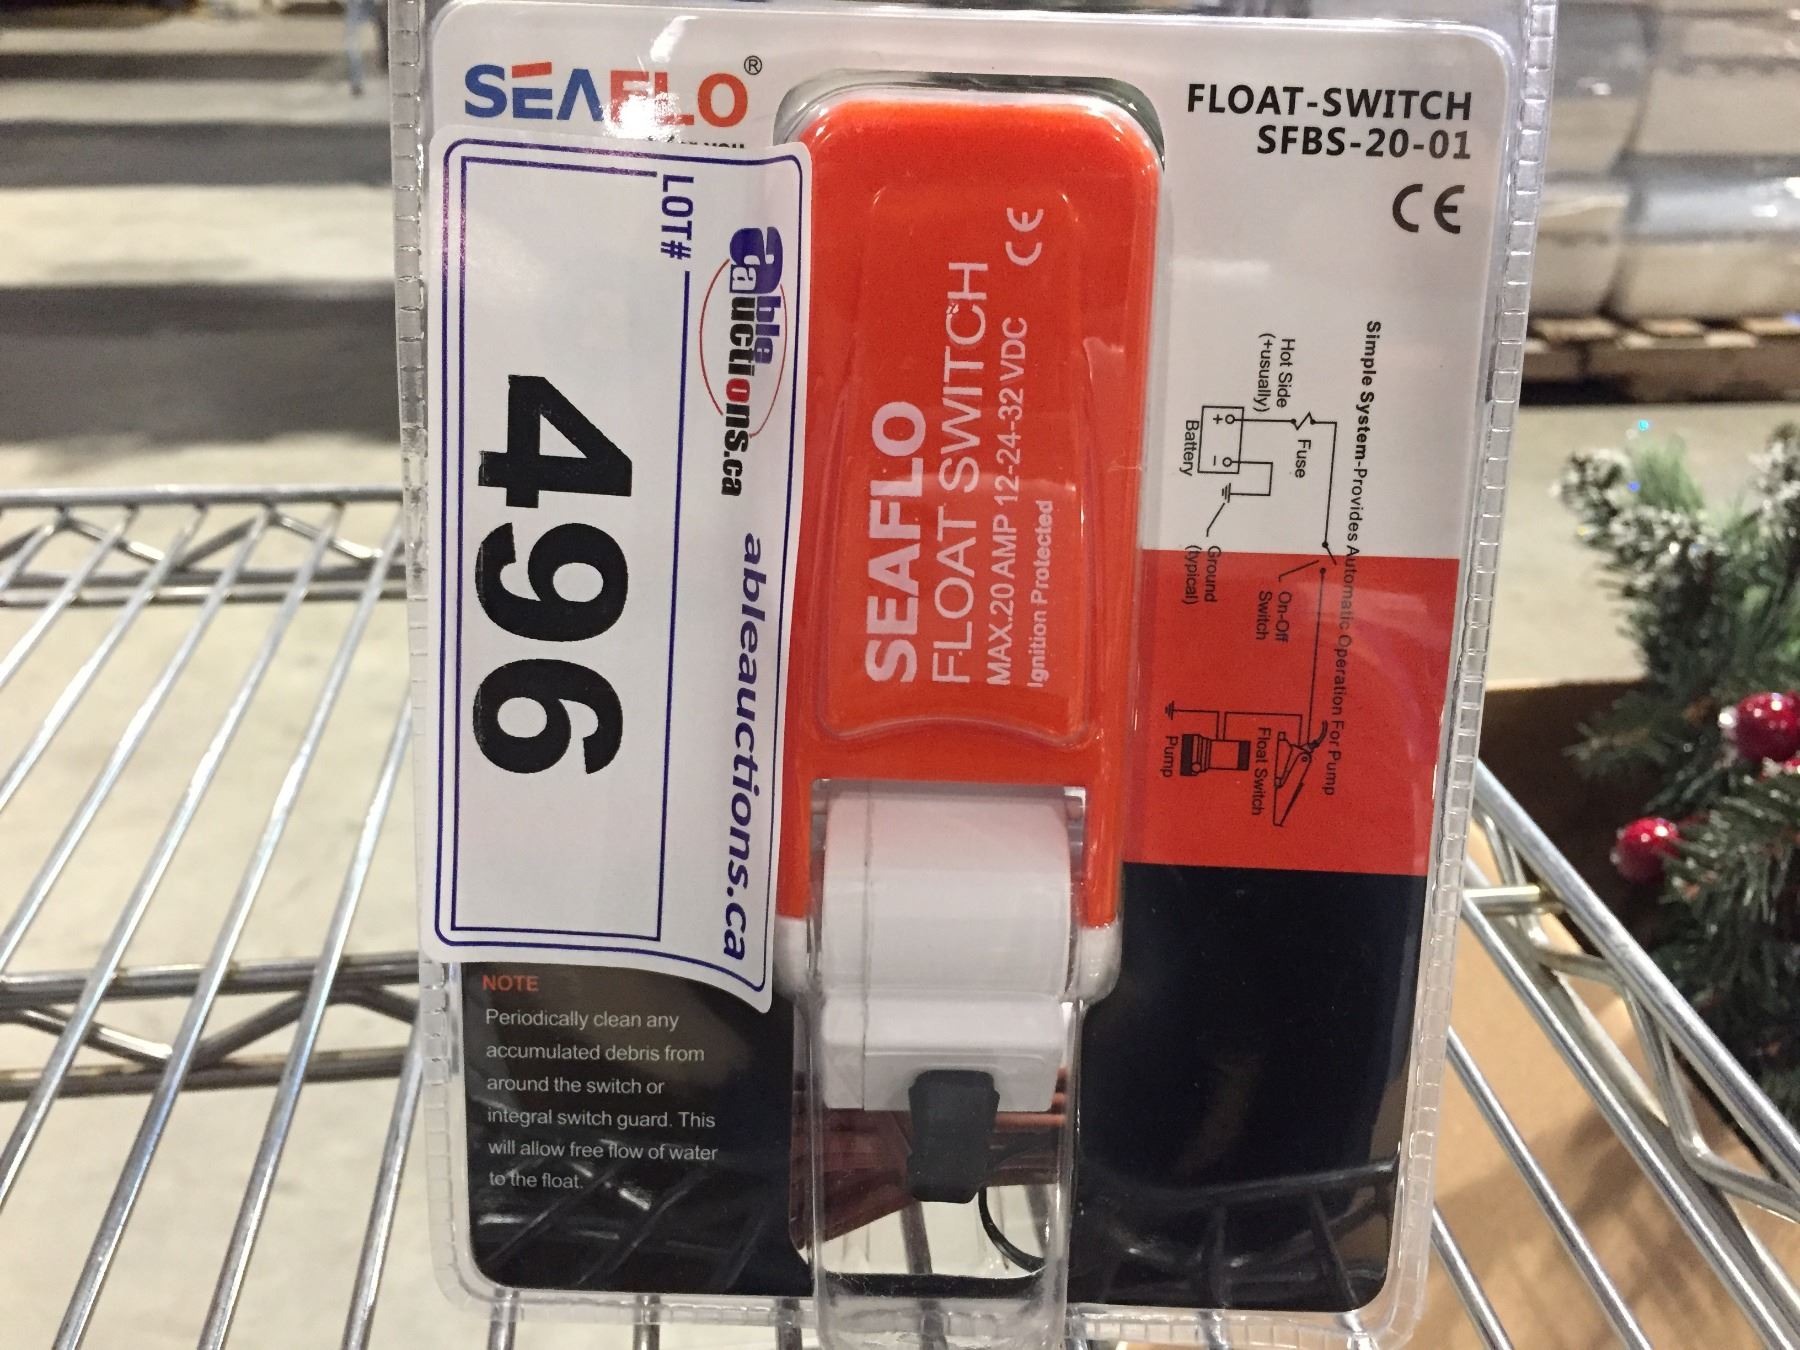 SEAFLO®
you
FLOAT-SWITCH
SFBS-20-01
CE
LOT#
496
able
auctions.ca
ableauctions.ca
SEAFLO
FLOAT SWITCH
MAX.20AMP 12-24-32 VDC
Ignition Protected
CE
Simple System-Provides Automatic Operation For Pump
Hot Side
(+usually)
Fuse
+ −
Battery
Ground
(typical)
On-Off
Switch
Float Switch
Pump
NOTE
Periodically clean any
accumulated debris from
around the switch or
integral switch guard. This
will allow free flow of water
to the float.